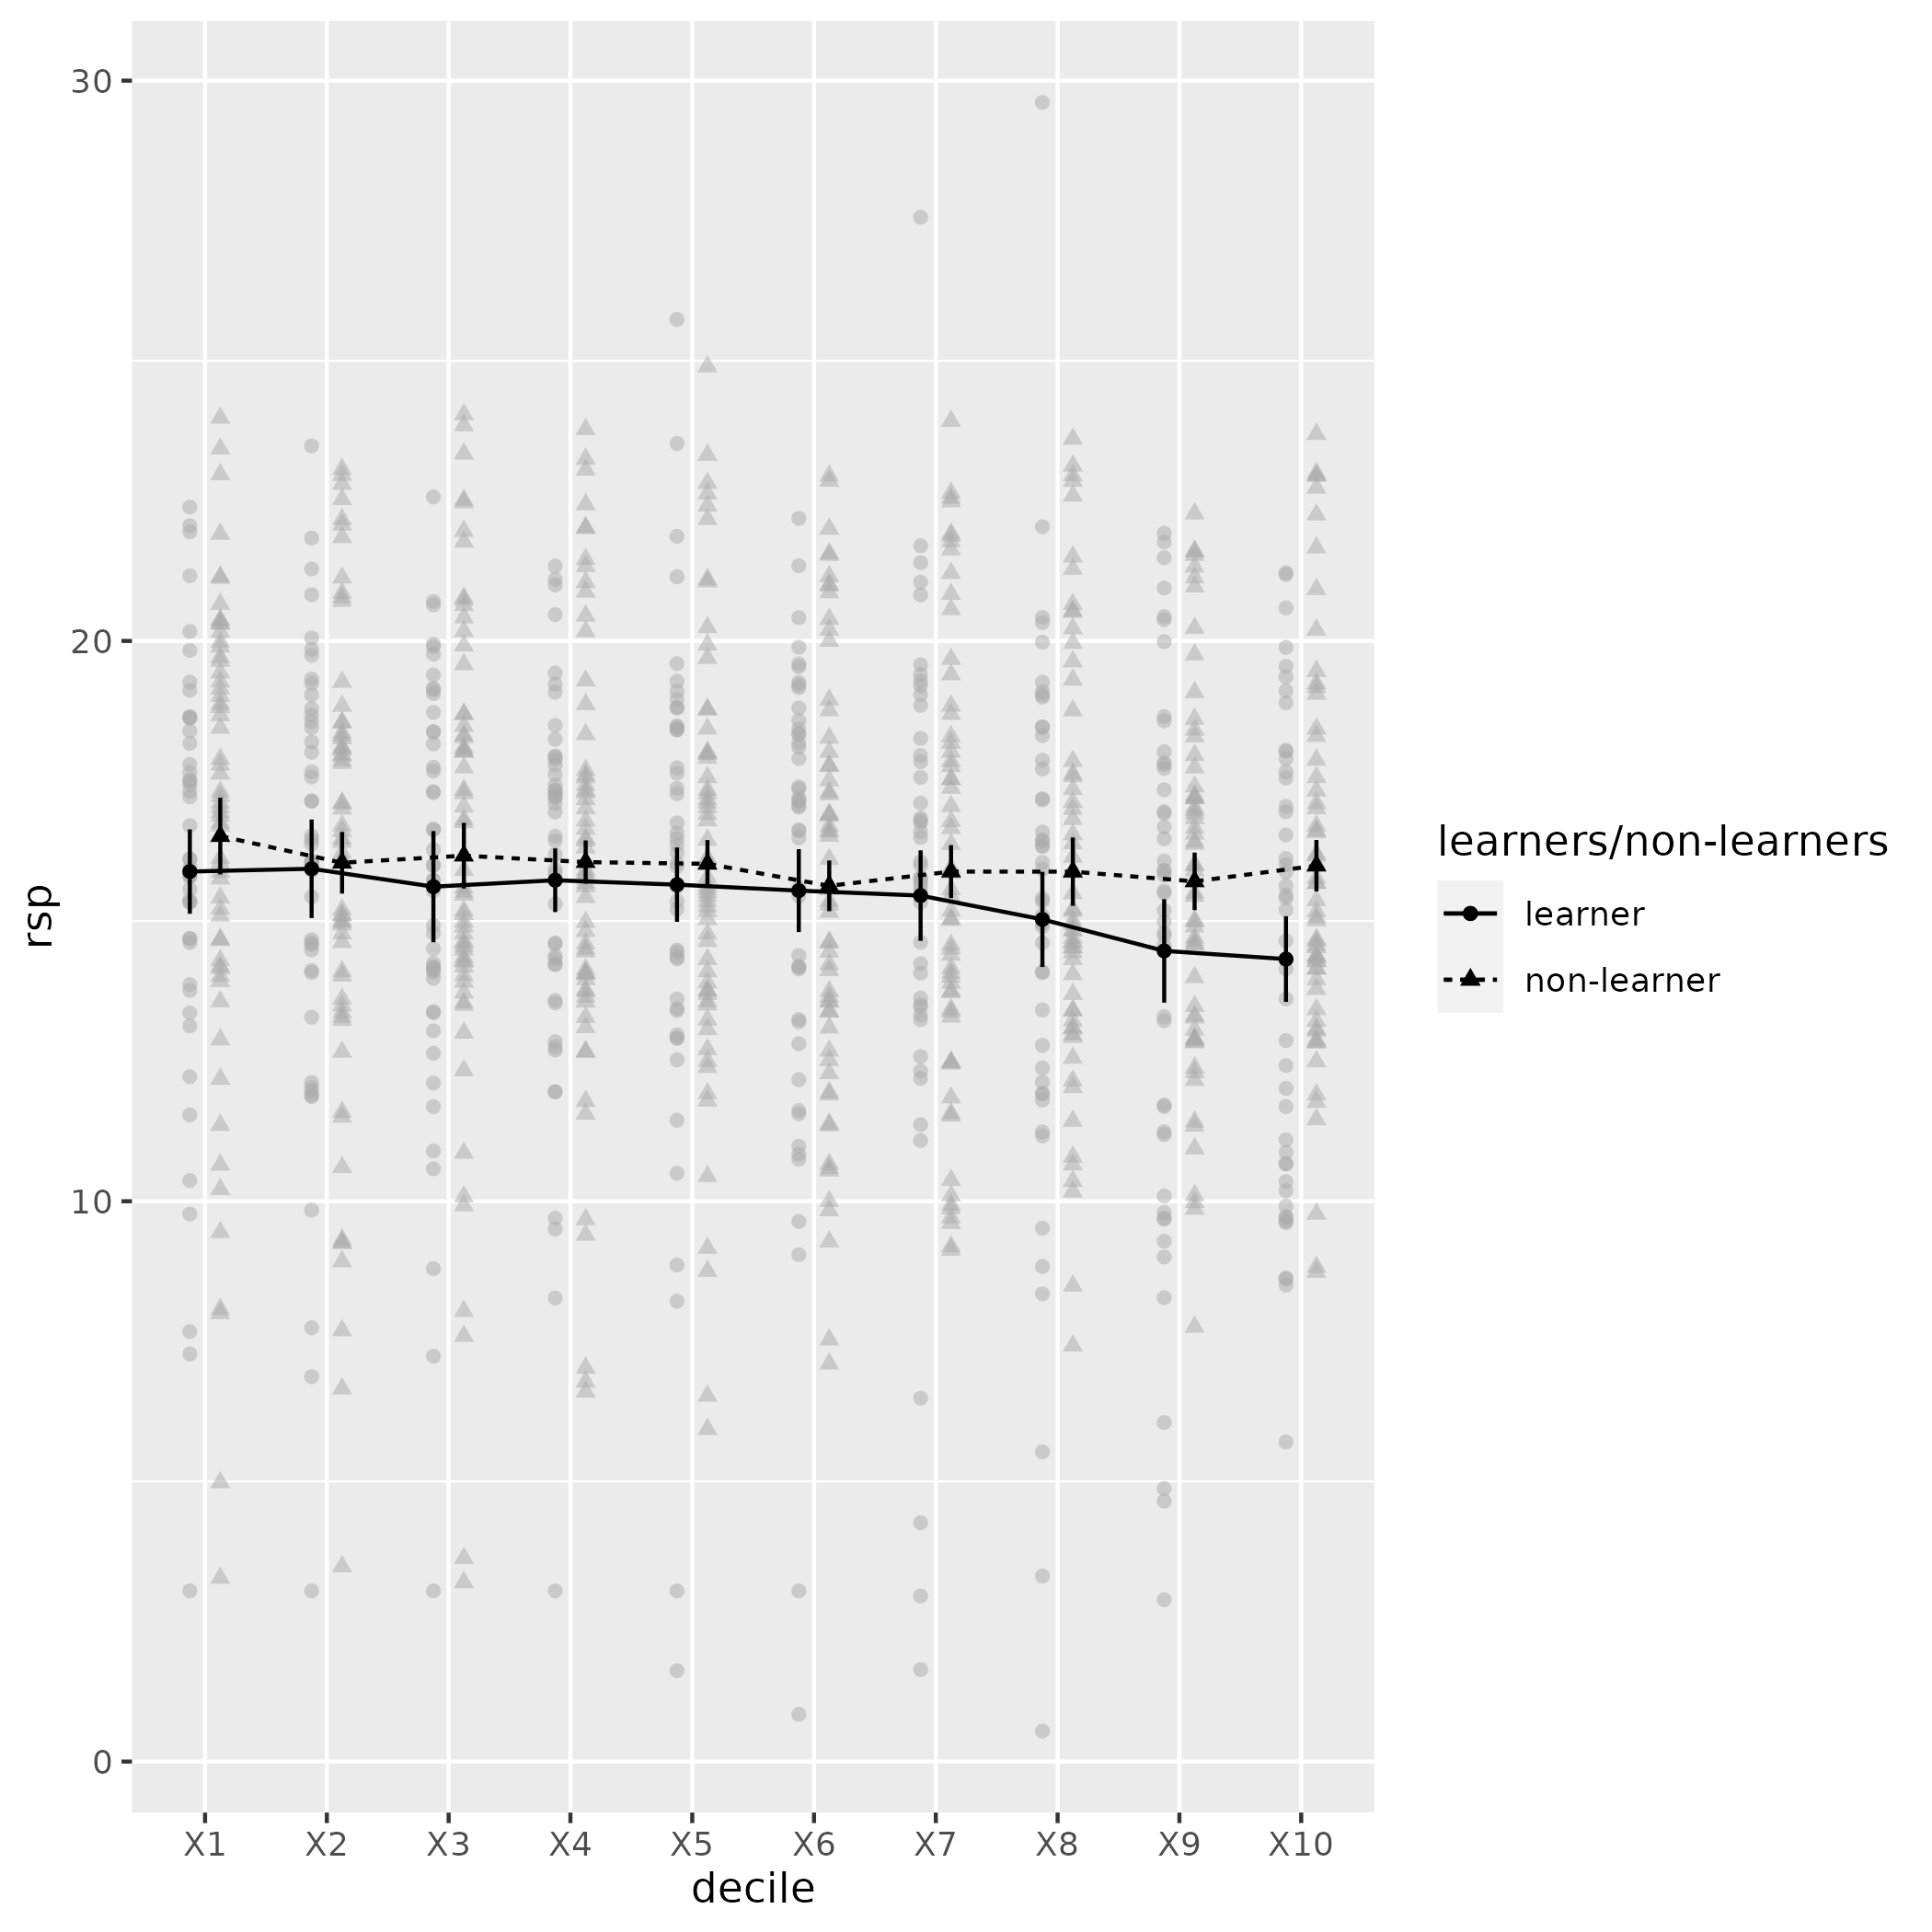 30
20
10
0
rsp
X1 X2 X3 X4 X5 X6 X7 X8 X9 X10
decile
learners/non-learners
learner
non-learner